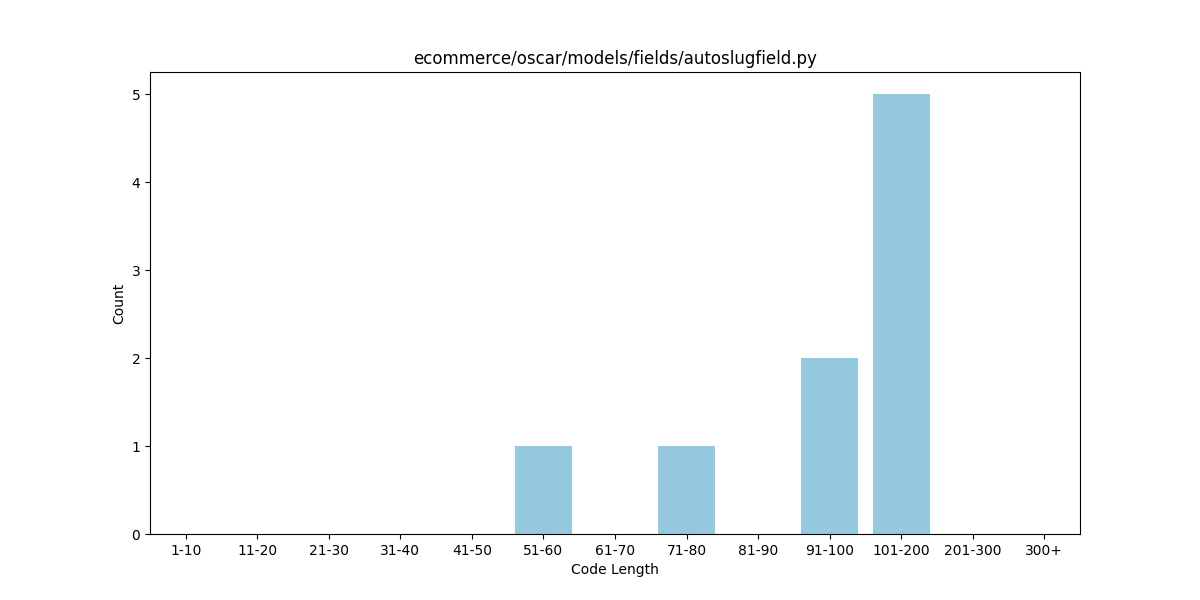 ecommerce/oscar/models/fields/autoslugfield.py
5
4
3
2
1
0
Count
1-10 11-20 21-30 31-40 41-50 51-60 61-70 71-80 81-90 91-100 101-200 201-300 300+
Code Length